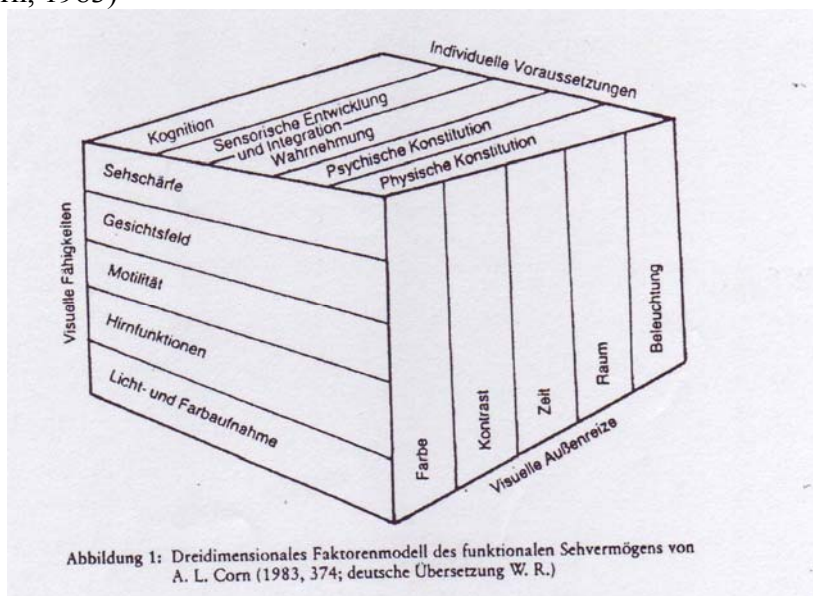 1983)
Individuelle Voraussetzungen
Kognition
Sensorische Entwicklung
und Integration
Wahrnehmung
Psychische Konstitution
Physische Konstitution
Visuelle Fähigkeiten
Sehschärfe
Gesichtsfeld
Motilität
Hirnfunktionen
Licht- und Farbaufnahme
Farbe
Kontrast
Zeit
Raum
Beleuchtung
Visuelle Außenreize
Abbildung 1: Dreidimensionales Faktorenmodell des funktionalen Sehvermögens von
A. L. Corn (1983, 374; deutsche Übersetzung W. R.)